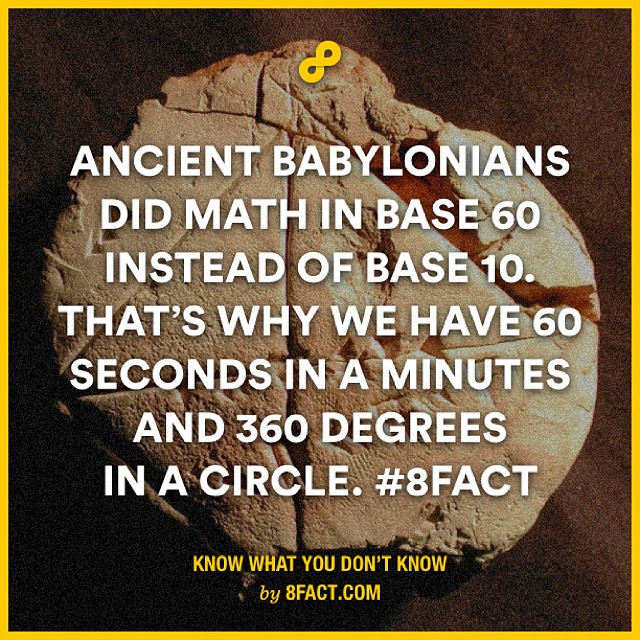 ANCIENT BABYLONIANS
DID MATH IN BASE 60
INSTEAD OF BASE 10.
THAT'S WHY WE HAVE 60
SECONDS IN A MINUTES
AND 360 DEGREES
IN A CIRCLE. #8FACT
KNOW WHAT YOU DON'T KNOW
by 8FACT.COM